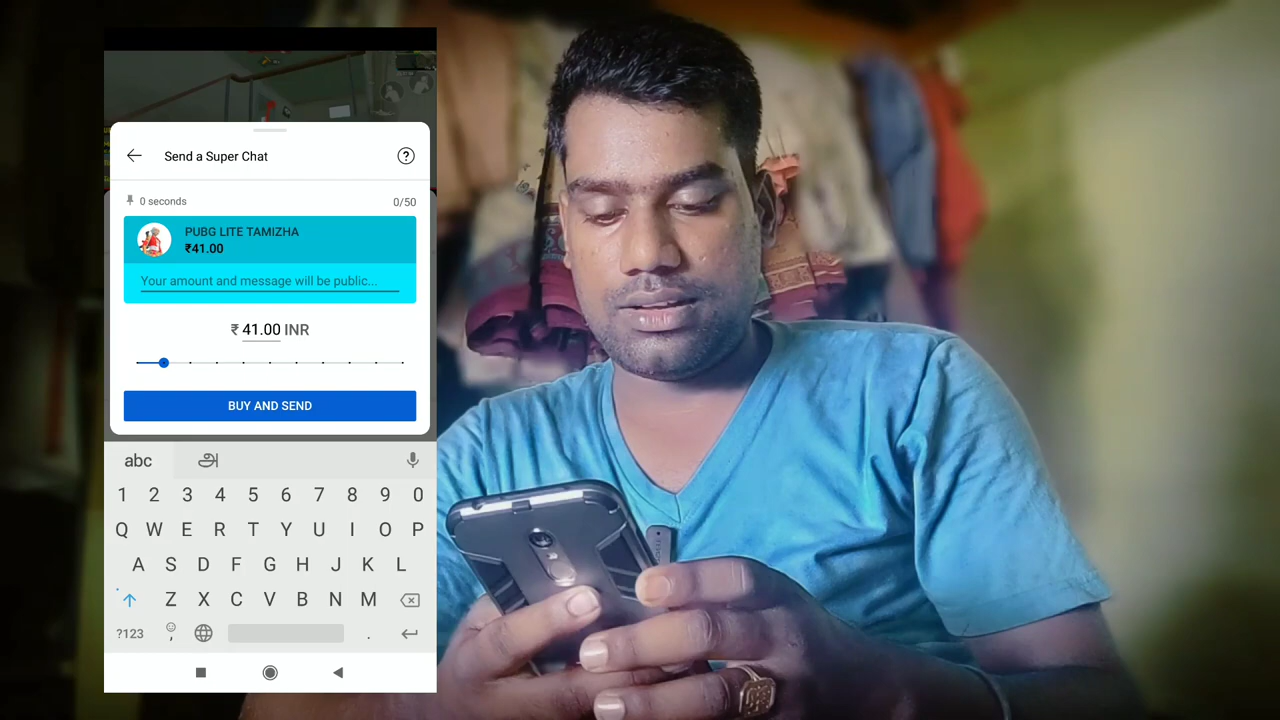 Send a Super Chat
0 seconds
0/50
PUBG LITE TAMIZHA
₹41.00
Your amount and message will be public...
₹ 41.00 INR
BUY AND SEND
abc அ
1 2 3 4 5 6 7 8 9 0
Q W E R T Y U I O P
A S D F G H J K L
Z X C V B N M
?123 , .